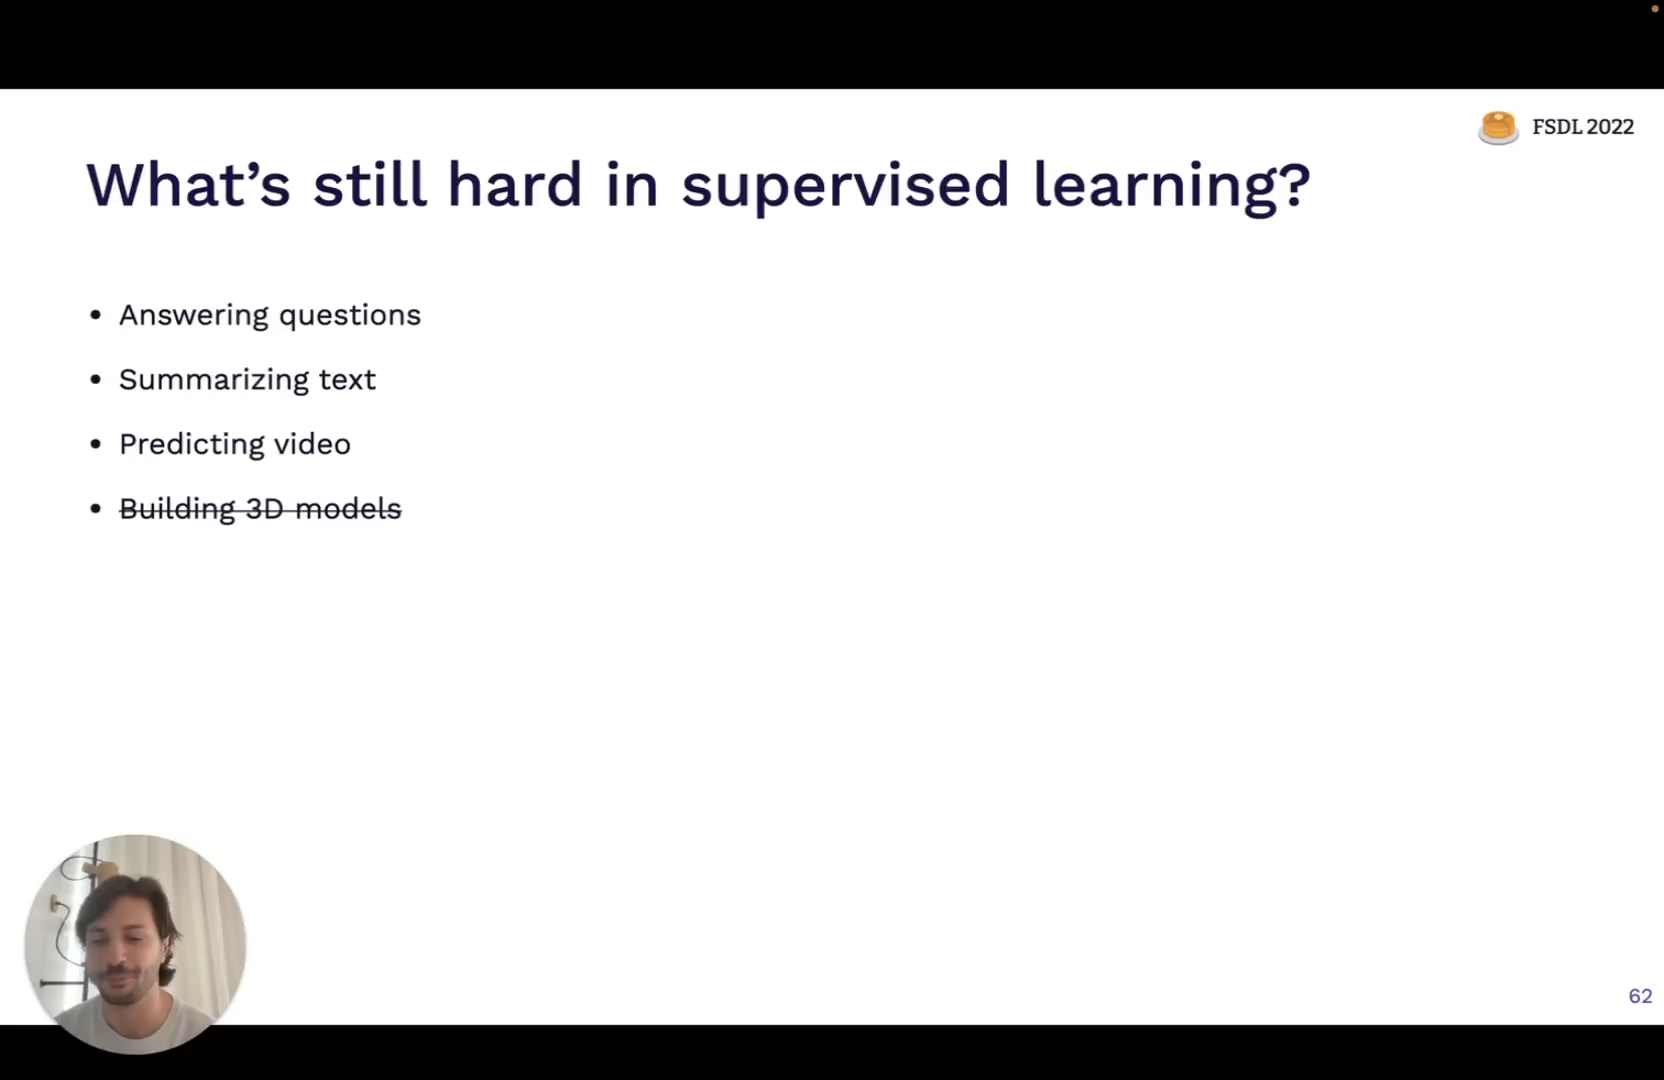 FSDL 2022
What’s still hard in supervised learning?
• Answering questions
• Summarizing text
• Predicting video
• Building 3D models
62